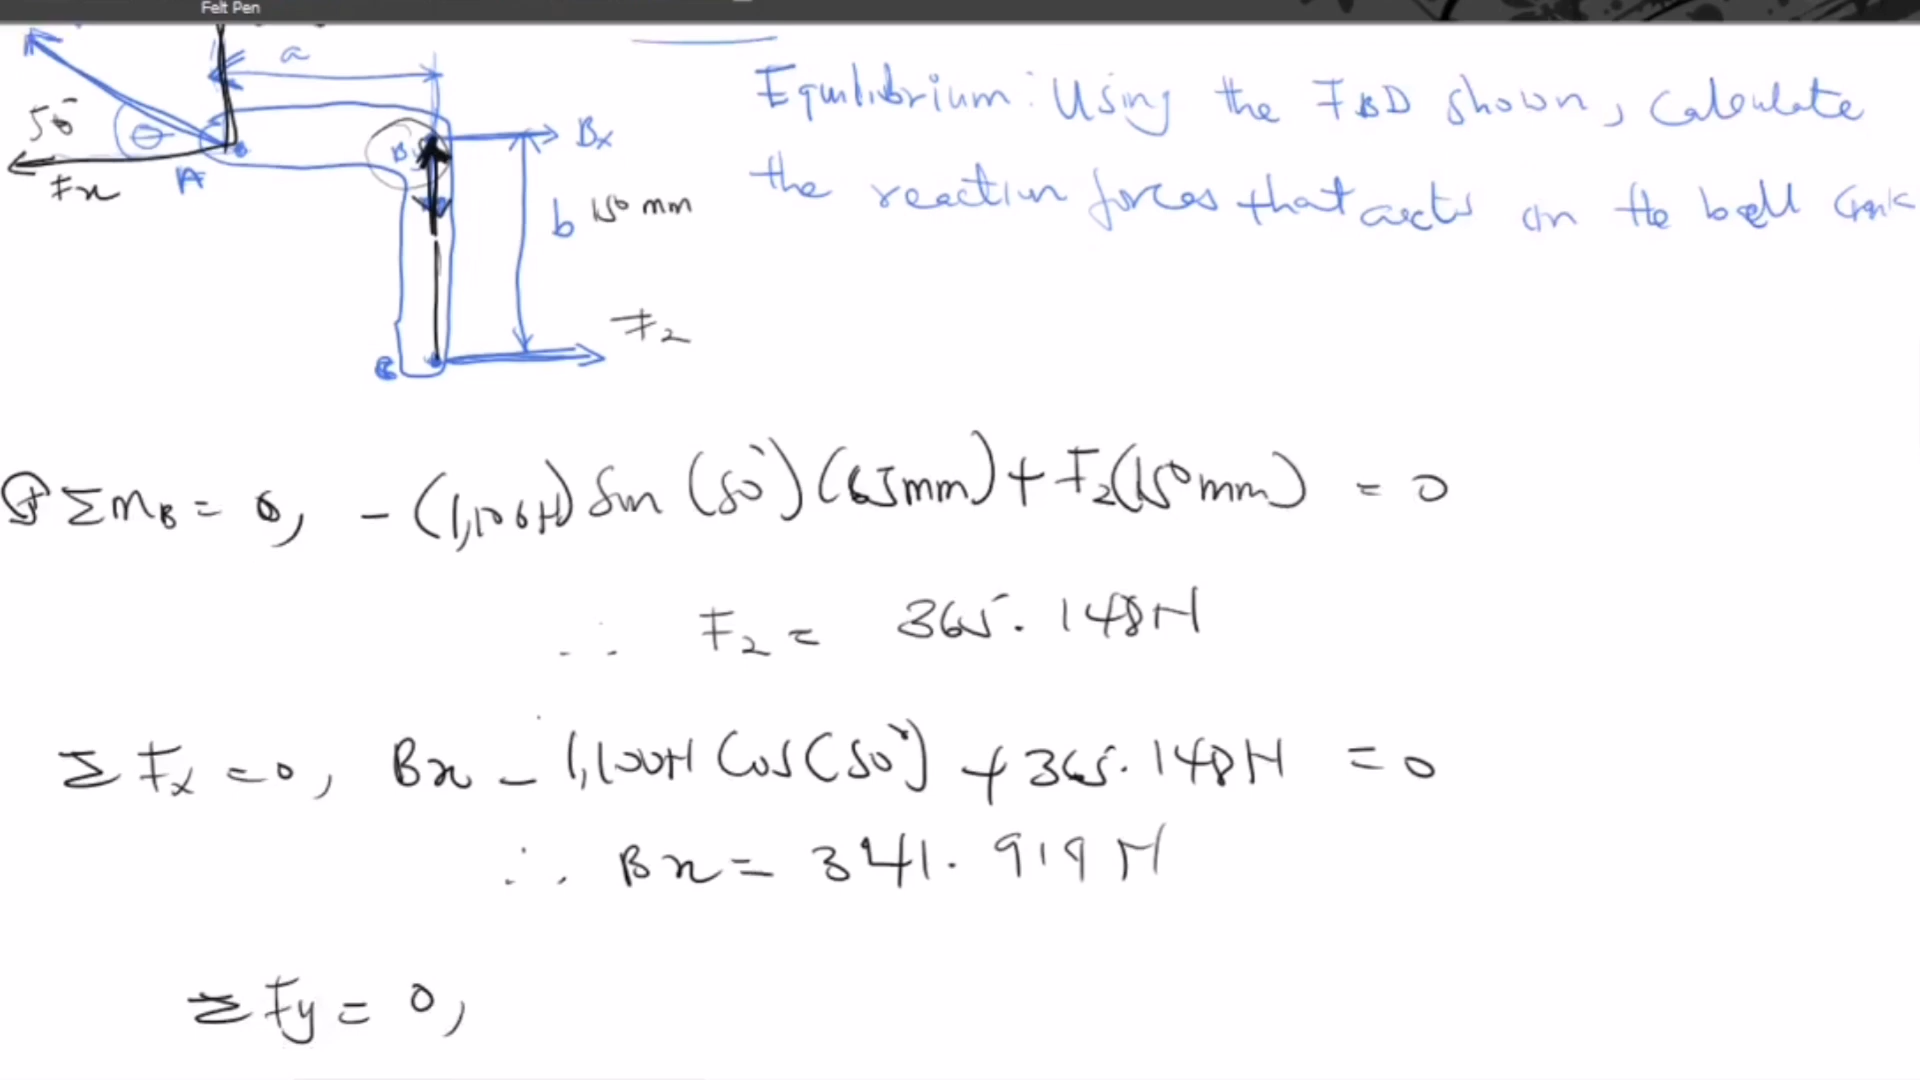 Felt Pen
a
50°
θ
Bx
Fx
A
By
b 150 mm
F2
C
Equilibrium: Using the FBD shown, calculate
the reaction forces that acts on the bell crank
+ ΣMB = 0, - (1,100N) Sin (50°) (65mm) + F2(150mm) = 0
∴ F2 = 365.148N
ΣFx = 0, Bx - 1,100N Cos(50°) + 365.148N = 0
∴ Bx = 341.919 N
ΣFy = 0,